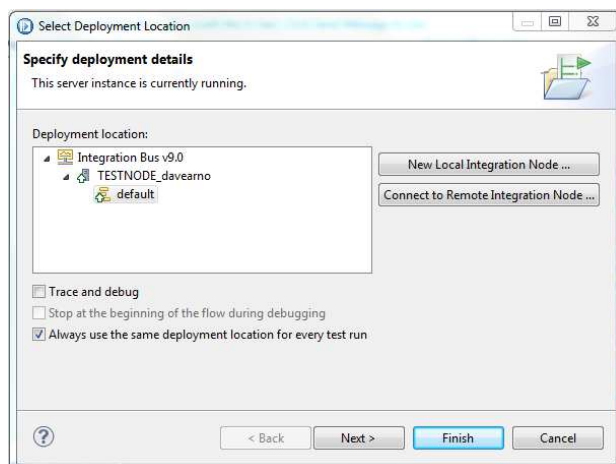 Select Deployment Location
Specify deployment details
This server instance is currently running.
Deployment location:
Integration Bus v9.0
TESTNODE_davearno
default
New Local Integration Node ...
Connect to Remote Integration Node ...
Trace and debug
Stop at the beginning of the flow during debugging
Always use the same deployment location for every test run
?
< Back
Next >
Finish
Cancel